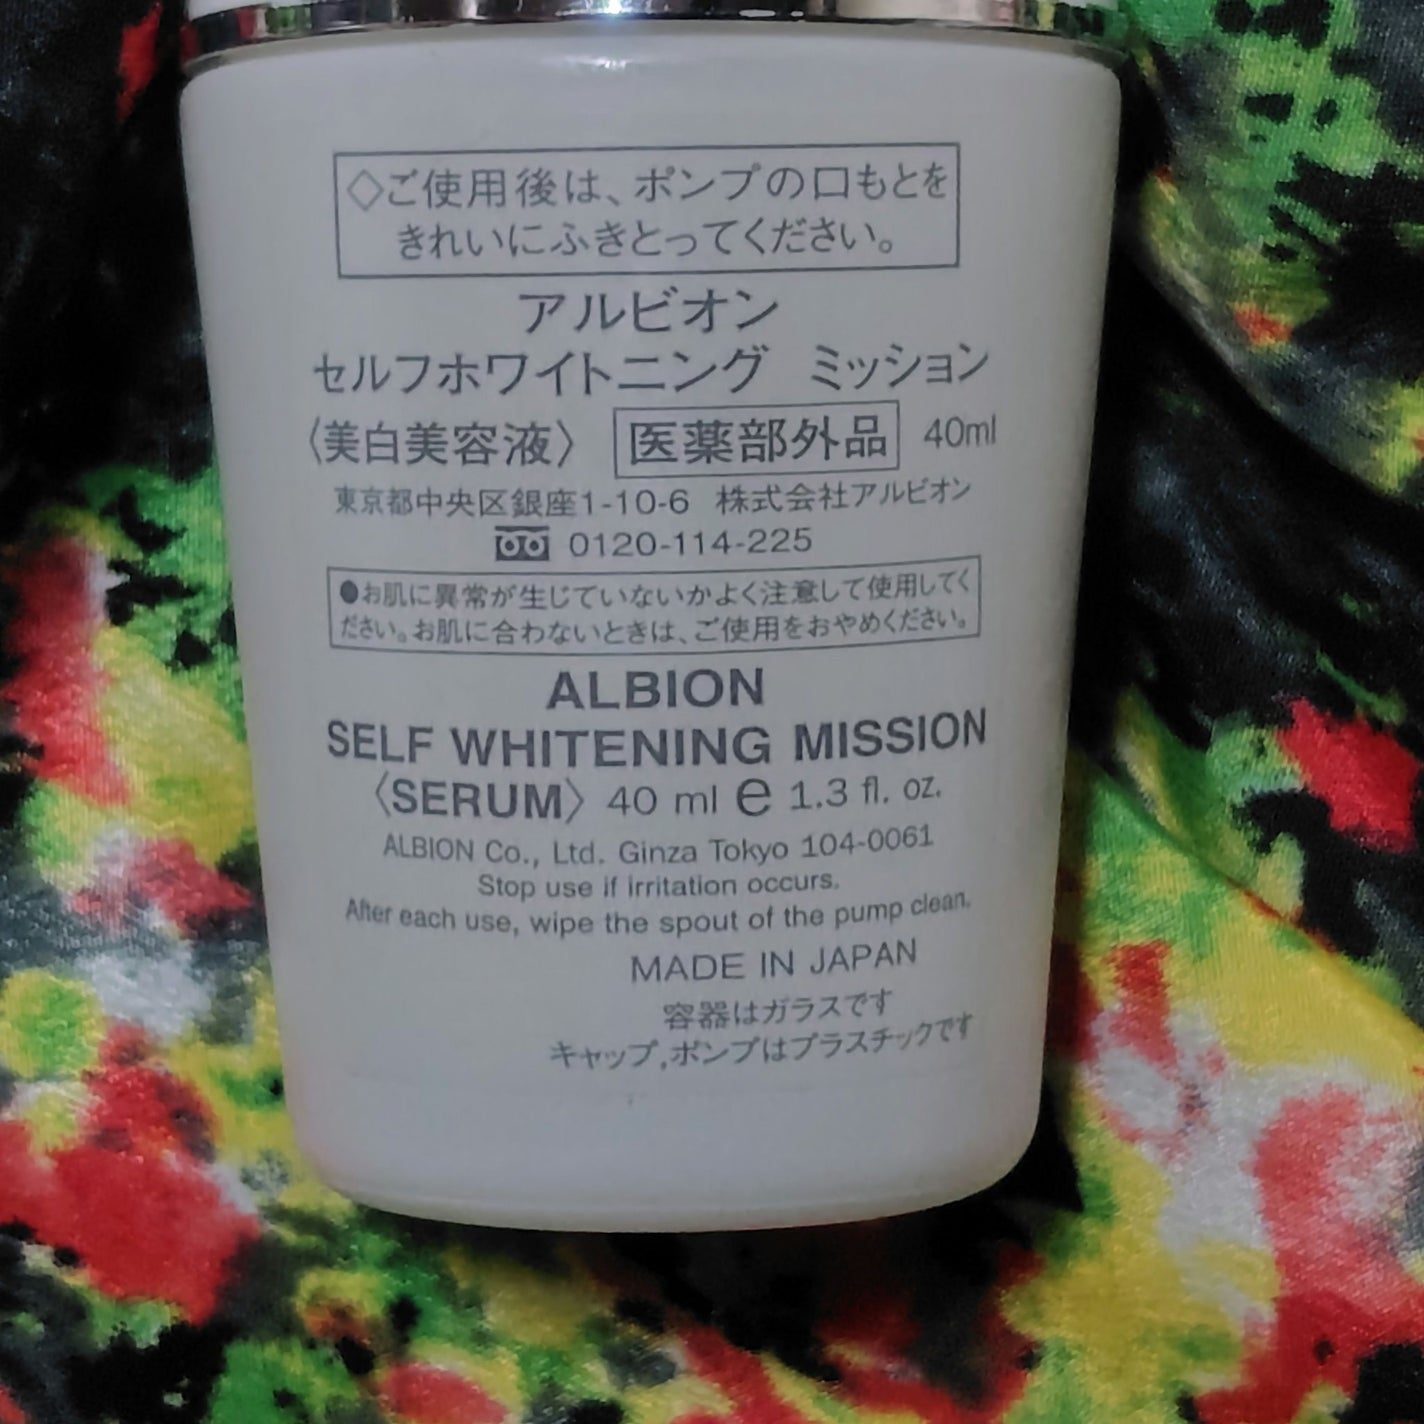 ◇ご使用後は、ポンプの口もとを
きれいにふきとってください。
アルビオン
セルフホワイトニング ミッション
〈美白美容液〉 医薬部外品 40ml
東京都中央区銀座1-10-6 株式会社アルビオン
0120-114-225
●お肌に異常が生じていないかよく注意して使用してく
ださい。お肌に合わないときは、ご使用をおやめください。
ALBION
SELF WHITENING MISSION
〈SERUM〉 40 ml e 1.3 fl. oz.
ALBION Co., Ltd. Ginza Tokyo 104-0061
Stop use if irritation occurs.
After each use, wipe the spout of the pump clean.
MADE IN JAPAN
容器はガラスです
キャップ,ポンプはプラスチックです